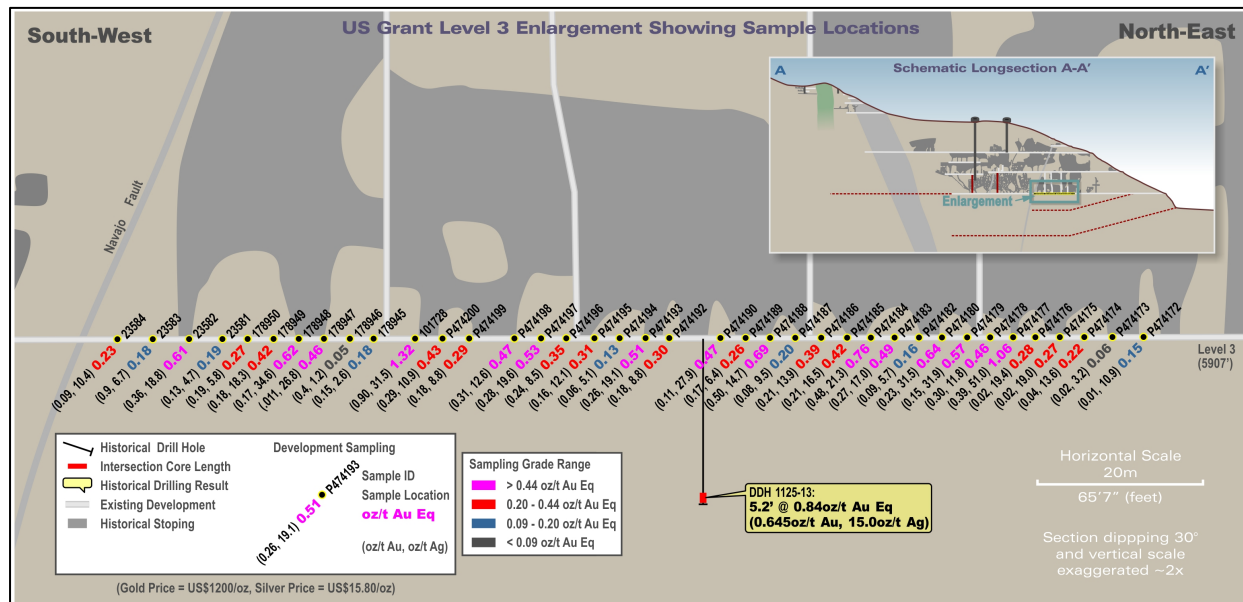 US Grant Level 3 Enlargement Showing Sample Locations
South-West
North-East
A
Schematic Longsection A-A'
A'
Enlargement
Navajo Fault
(0.09, 10.4) 0.23 23584
(0.9, 6.7) 0.18 23583
(0.36, 18.8) 0.61 23582
(0.13, 4.7) 0.19 23581
(0.19, 5.8) 0.27 178950
(0.18, 18.3) 0.42 178949
(0.17, 34.5) 0.62 178948
(.011, 26.8) 0.46 178947
(0.4, 1.2) 0.05 178946
(0.15, 2.6) 0.18 178945
(0.90, 31.5) 1.32 101728
(0.29, 10.9) 0.43 P474200
(0.18, 8.8) 0.29 P474199
(0.31, 12.6) 0.47 P474198
(0.28, 19.6) 0.53 P474197
(0.24, 8.5) 0.35 P474196
(0.16, 12.1) 0.31 P474195
(0.06, 5.1) 0.13 P474194
(0.26, 19.1) 0.51 P474193
(0.18, 8.8) 0.30 P474192
(0.11, 27.9) 0.47 P474190
(0.17, 6.4) 0.26 P474189
(0.50, 14.7) 0.69 P474198
(0.08, 9.5) 0.20 P474187
(0.21, 13.9) 0.39 P474186
(0.21, 16.5) 0.42 P474185
(0.48, 21.3) 0.76 P474184
(0.27, 17.0) 0.49 P474183
(0.09, 5.7) 0.16 P474182
(0.23, 31.5) 0.64 P474180
(0.15, 31.9) 0.57 P474179
(0.30, 11.8) 0.46 P474178
(0.39, 51.0) 1.06 P474177
(0.02, 19.4) 0.28 P474176
(0.02, 19.0) 0.27 P474175
(0.04, 13.6) 0.22 P474174
(0.02, 3.2) 0.06 P474173
(0.01, 10.9) 0.15 P474172
Level 3
(5907')
Historical Drill Hole
Intersection Core Length
Historical Drilling Result
Existing Development
Historical Stoping
Development Sampling
(0.26, 19.1) 0.51 P474193
Sample ID
Sample Location
oz/t Au Eq
(oz/t Au, oz/t Ag)
Sampling Grade Range
> 0.44 oz/t Au Eq
0.20 - 0.44 oz/t Au Eq
0.09 - 0.20 oz/t Au Eq
< 0.09 oz/t Au Eq
DDH 1125-13:
5.2' @ 0.84oz/t Au Eq
(0.645oz/t Au, 15.0oz/t Ag)
Horizontal Scale
20m
65'7" (feet)
Section dippping 30°
and vertical scale
exaggerated ~2x
(Gold Price = US$1200/oz, Silver Price = US$15.80/oz)